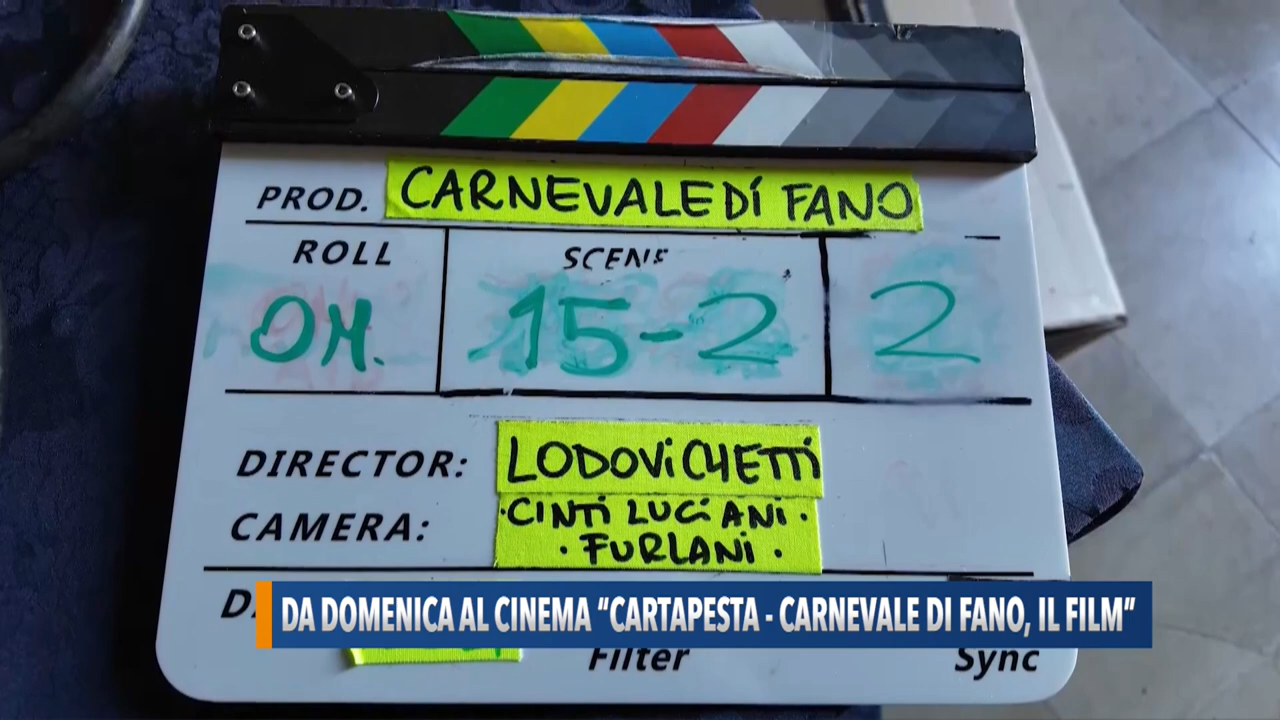 PROD. CARNEVALE DI FANO
ROLL SCENE
OM. 15-2 2
DIRECTOR: LODOVICHETTI
CAMERA: ·CINTI LUCIANI·
· FURLANI ·
DA DOMENICA AL CINEMA “CARTAPESTA - CARNEVALE DI FANO, IL FILM“
Filter Sync